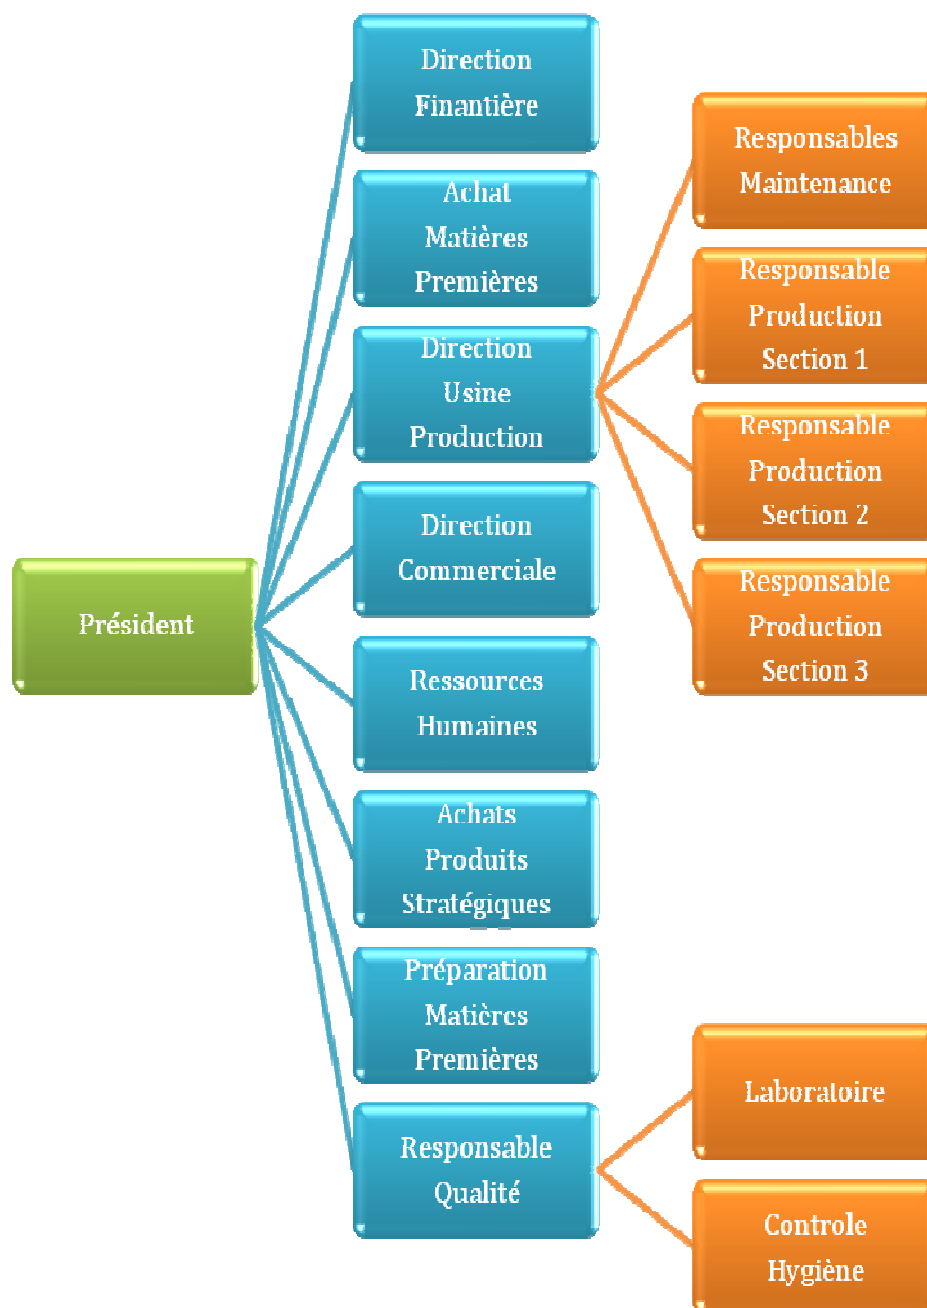 Président
Direction
Finantière
Achat
Matières
Premières
Direction
Usine
Production
Direction
Commerciale
Ressources
Humaines
Achats
Produits
Stratégiques
Préparation
Matières
Premières
Responsable
Qualité
Responsables
Maintenance
Responsable
Production
Section 1
Responsable
Production
Section 2
Responsable
Production
Section 3
Laboratoire
Controle
Hygiène